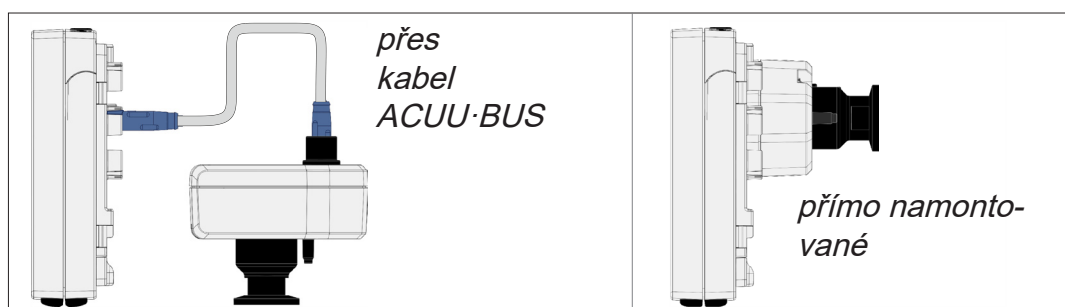 přes
kabel
ACUU·BUS
přímo namonto-
vané